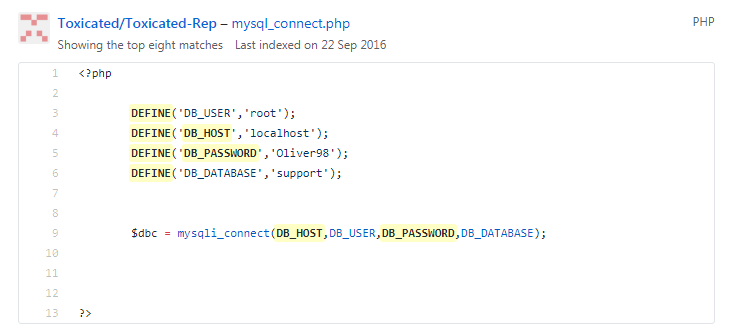 Toxicated/Toxicated-Rep – mysql_connect.php PHP
Showing the top eight matches Last indexed on 22 Sep 2016
1 <?php
2
3 DEFINE('DB_USER','root');
4 DEFINE('DB_HOST','localhost');
5 DEFINE('DB_PASSWORD','Oliver98');
6 DEFINE('DB_DATABASE','support');
7
8
9 $dbc = mysqli_connect(DB_HOST,DB_USER,DB_PASSWORD,DB_DATABASE);
10
11
12
13 ?>